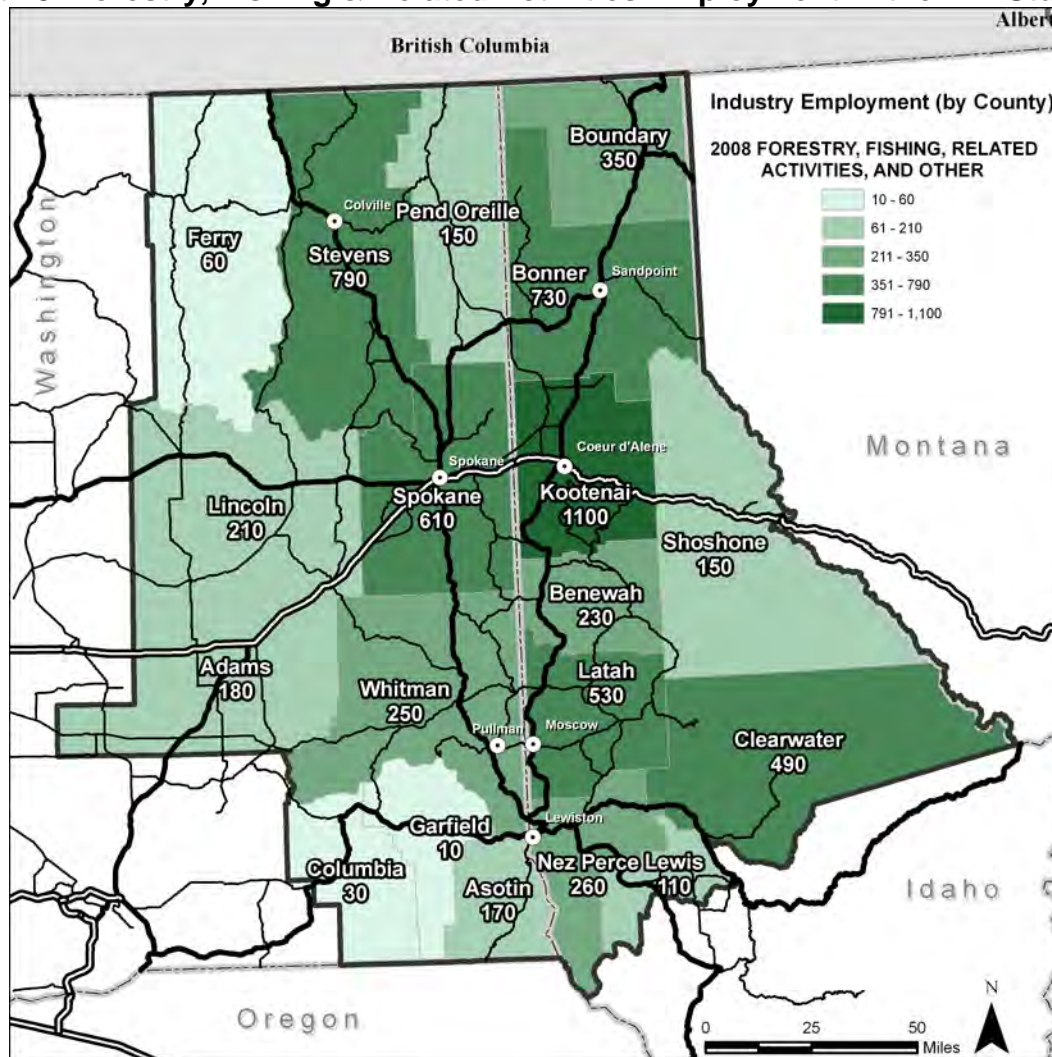 British Columbia
Industry Employment (by County)
2008 FORESTRY, FISHING, RELATED
ACTIVITIES, AND OTHER
10 - 60
61 - 210
211 - 350
351 - 790
791 - 1,100
Boundary
350
Colville
Pend Oreille
150
Ferry
60
Stevens
790
Bonner
730
Sandpoint
Washington
Montana
Coeur d'Alene
Spokane
Lincoln
210
Spokane
610
Kootenai
1100
Shoshone
150
Benewah
230
Adams
180
Whitman
250
Latah
530
Pullman
Moscow
Clearwater
490
Lewiston
Garfield
10
Columbia
30
Asotin
170
Nez Perce
260
Lewis
110
Idaho
Oregon
N
0 25 50
Miles